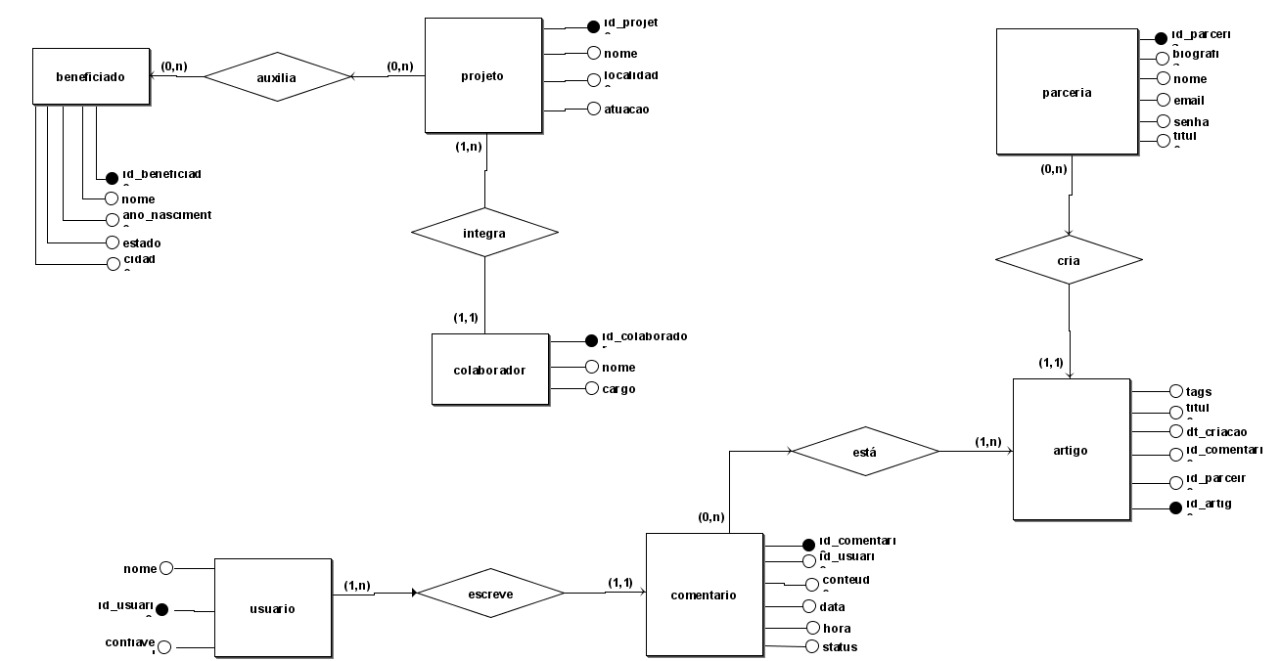 beneficiado
(0,n)
auxilia
(0,n)
projeto
id_projet
nome
localidad
atuacao
id_beneficiad
nome
ano_nasciment
estado
cidad
(1,n)
integra
(1,1)
colaborador
id_colaborado
nome
cargo
parceria
id_parceri
biografi
nome
email
senha
titul
(0,n)
cria
(1,1)
artigo
tags
titul
dt_criacao
id_comentari
id_parceir
id_artig
está
(1,n)
(0,n)
comentario
id_comentari
id_usuari
conteud
data
hora
status
nome
id_usuari
confiave
usuario
(1,n)
escreve
(1,1)